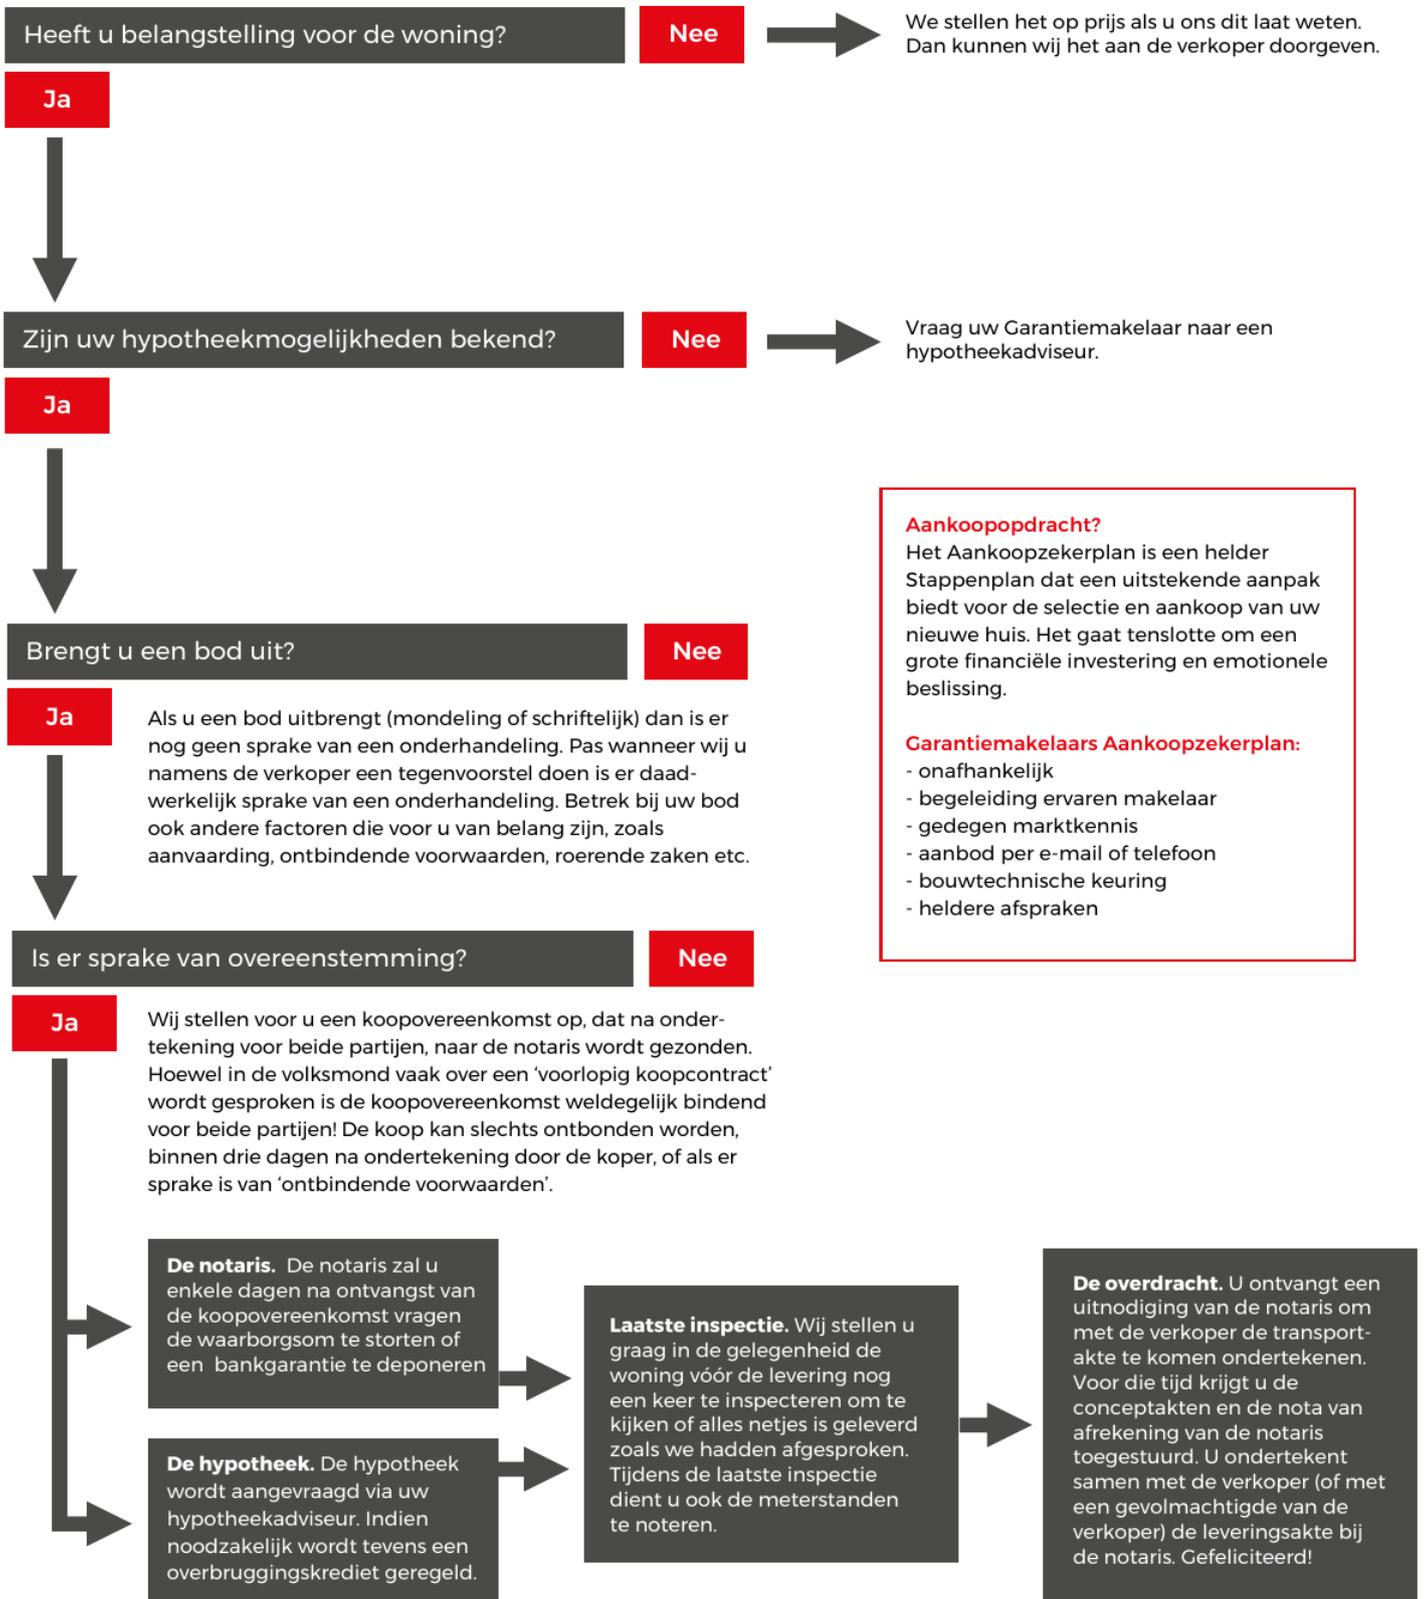 Heeft u belangstelling voor de woning?
Nee
We stellen het op prijs als u ons dit laat weten.
Dan kunnen wij het aan de verkoper doorgeven.
Ja
Zijn uw hypotheekmogelijkheden bekend?
Nee
Vraag uw Garantiemakelaar naar een
hypotheekadviseur.
Ja
Aankoopopdracht?
Het Aankoopzekerplan is een helder
Stappenplan dat een uitstekende aanpak
biedt voor de selectie en aankoop van uw
nieuwe huis. Het gaat tenslotte om een
grote financiële investering en emotionele
beslissing.
Garantiemakelaars Aankoopzekerplan:
- onafhankelijk
- begeleiding ervaren makelaar
- gedegen marktkennis
- aanbod per e-mail of telefoon
- bouwtechnische keuring
- heldere afspraken
Brengt u een bod uit?
Nee
Ja
Als u een bod uitbrengt (mondeling of schriftelijk) dan is er
nog geen sprake van een onderhandeling. Pas wanneer wij u
namens de verkoper een tegenvoorstel doen is er daad-
werkelijk sprake van een onderhandeling. Betrek bij uw bod
ook andere factoren die voor u van belang zijn, zoals
aanvaarding, ontbindende voorwaarden, roerende zaken etc.
Is er sprake van overeenstemming?
Nee
Ja
Wij stellen voor u een koopovereenkomst op, dat na onder-
tekening voor beide partijen, naar de notaris wordt gezonden.
Hoewel in de volksmond vaak over een ‘voorlopig koopcontract’
wordt gesproken is de koopovereenkomst weldegelijk bindend
voor beide partijen! De koop kan slechts ontbonden worden,
binnen drie dagen na ondertekening door de koper, of als er
sprake is van ‘ontbindende voorwaarden’.
De notaris. De notaris zal u
enkele dagen na ontvangst van
de koopovereenkomst vragen
de waarborgsom te storten of
een bankgarantie te deponeren
De hypotheek. De hypotheek
wordt aangevraagd via uw
hypotheekadviseur. Indien
noodzakelijk wordt tevens een
overbruggingskrediet geregeld.
Laatste inspectie. Wij stellen u
graag in de gelegenheid de
woning vóór de levering nog
een keer te inspecteren om te
kijken of alles netjes is geleverd
zoals we hadden afgesproken.
Tijdens de laatste inspectie
dient u ook de meterstanden
te noteren.
De overdracht. U ontvangt een
uitnodiging van de notaris om
met de verkoper de transport-
akte te komen ondertekenen.
Voor die tijd krijgt u de
conceptakten en de nota van
afrekening van de notaris
toegestuurd. U ondertekent
samen met de verkoper (of met
een gevolmachtigde van de
verkoper) de leveringsakte bij
de notaris. Gefeliciteerd!